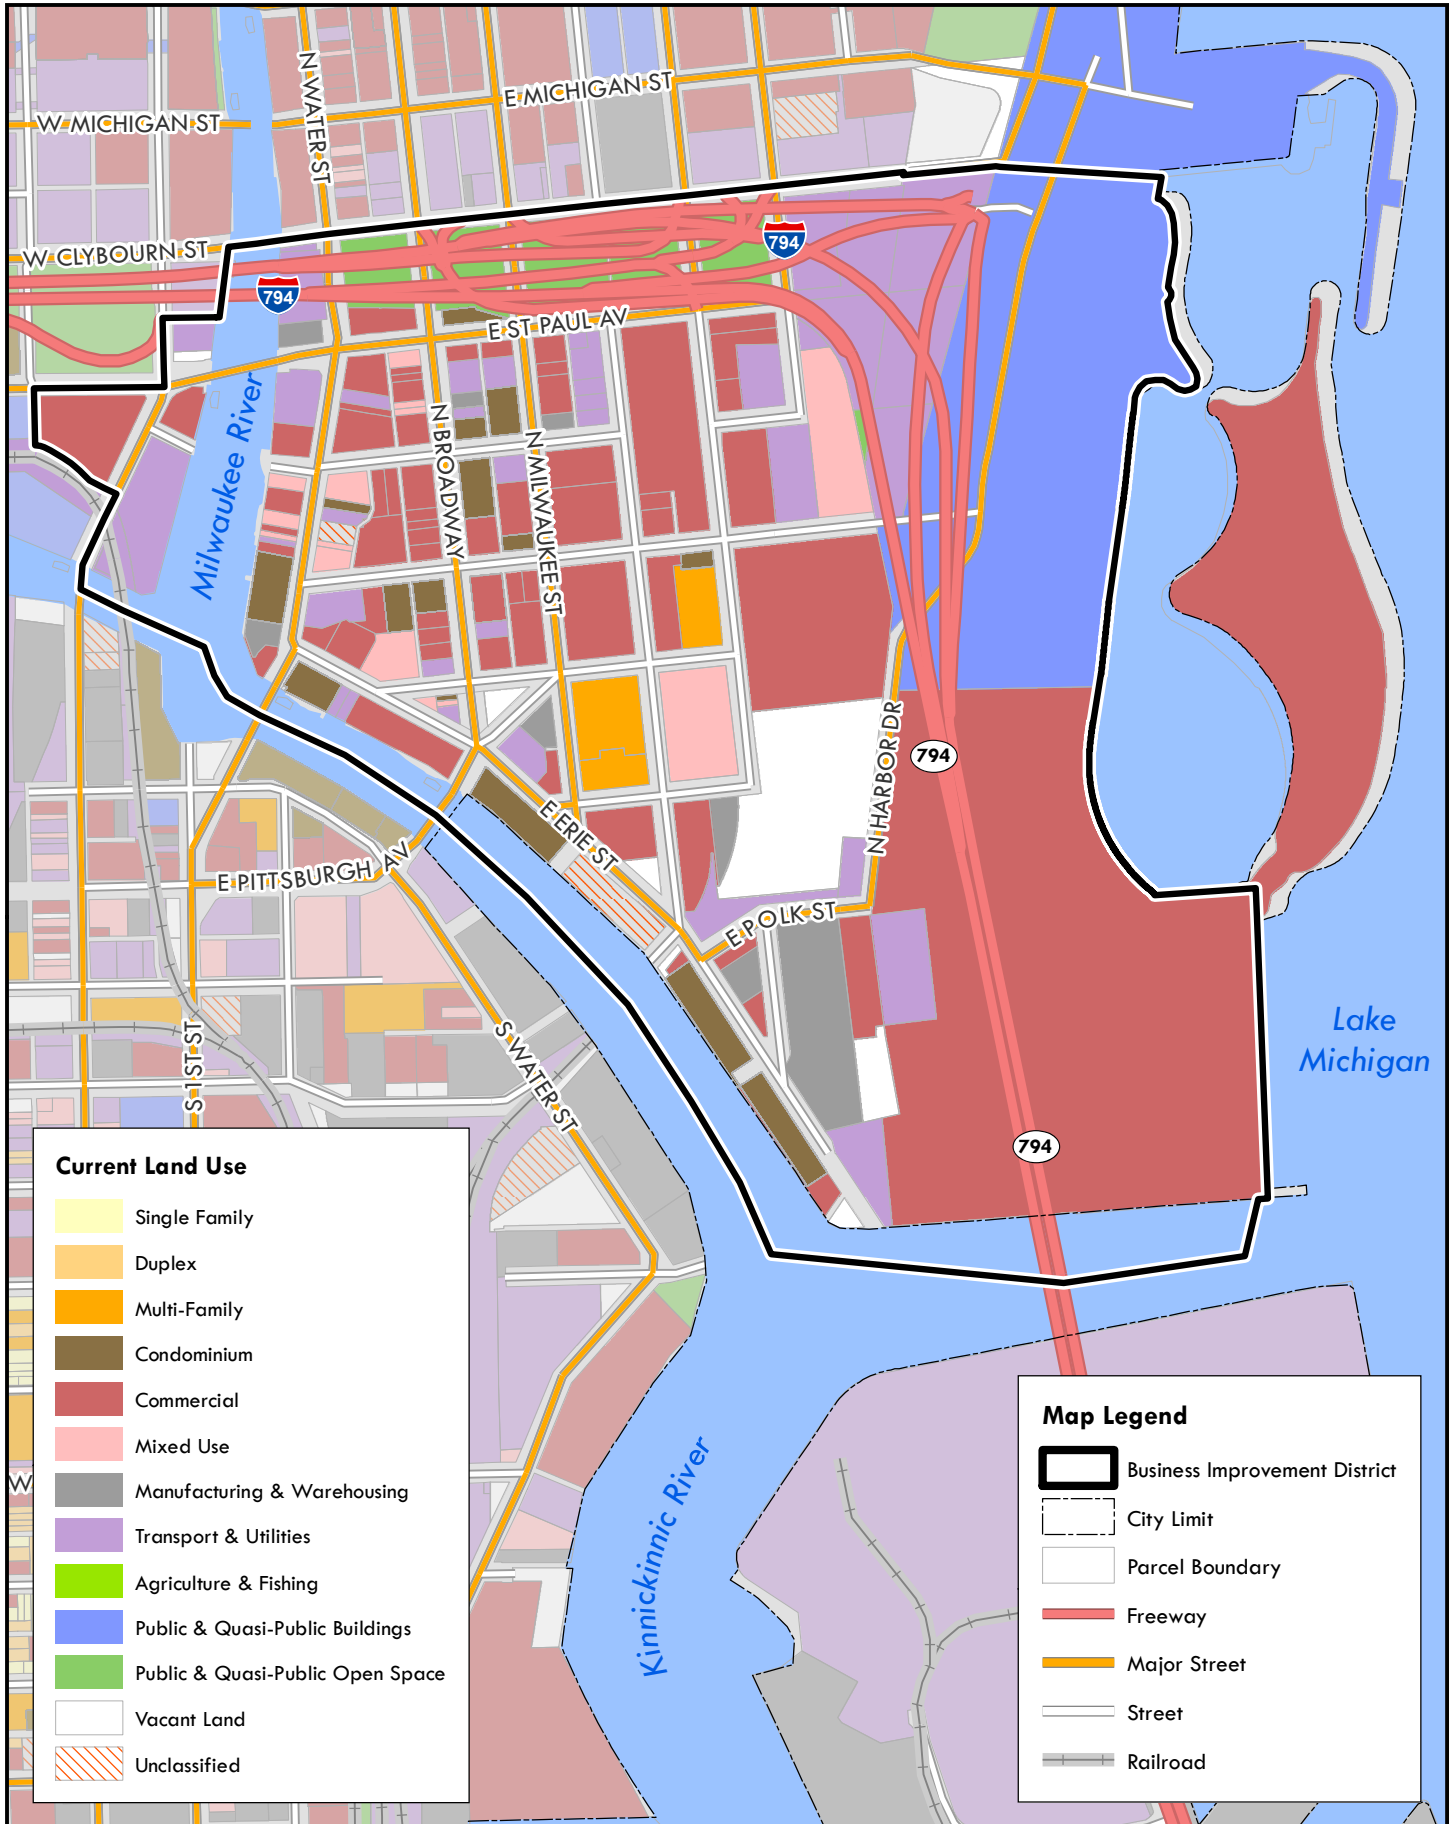 N WATER ST
E MICHIGAN ST
W MICHIGAN ST
W CLYBOURN ST
794
794
E ST PAUL AV
Milwaukee River
N BROADWAY
N MILWAUKEE ST
N HARBOR DR
794
E ERIE ST
E PITTSBURGH AV
E POLK ST
S 1ST ST
S WATER ST
Lake
Michigan
794
Kinnickinnic River
W
Current Land Use
Single Family
Duplex
Multi-Family
Condominium
Commercial
Mixed Use
Manufacturing & Warehousing
Transport & Utilities
Agriculture & Fishing
Public & Quasi-Public Buildings
Public & Quasi-Public Open Space
Vacant Land
Unclassified
Map Legend
Business Improvement District
City Limit
Parcel Boundary
Freeway
Major Street
Street
Railroad